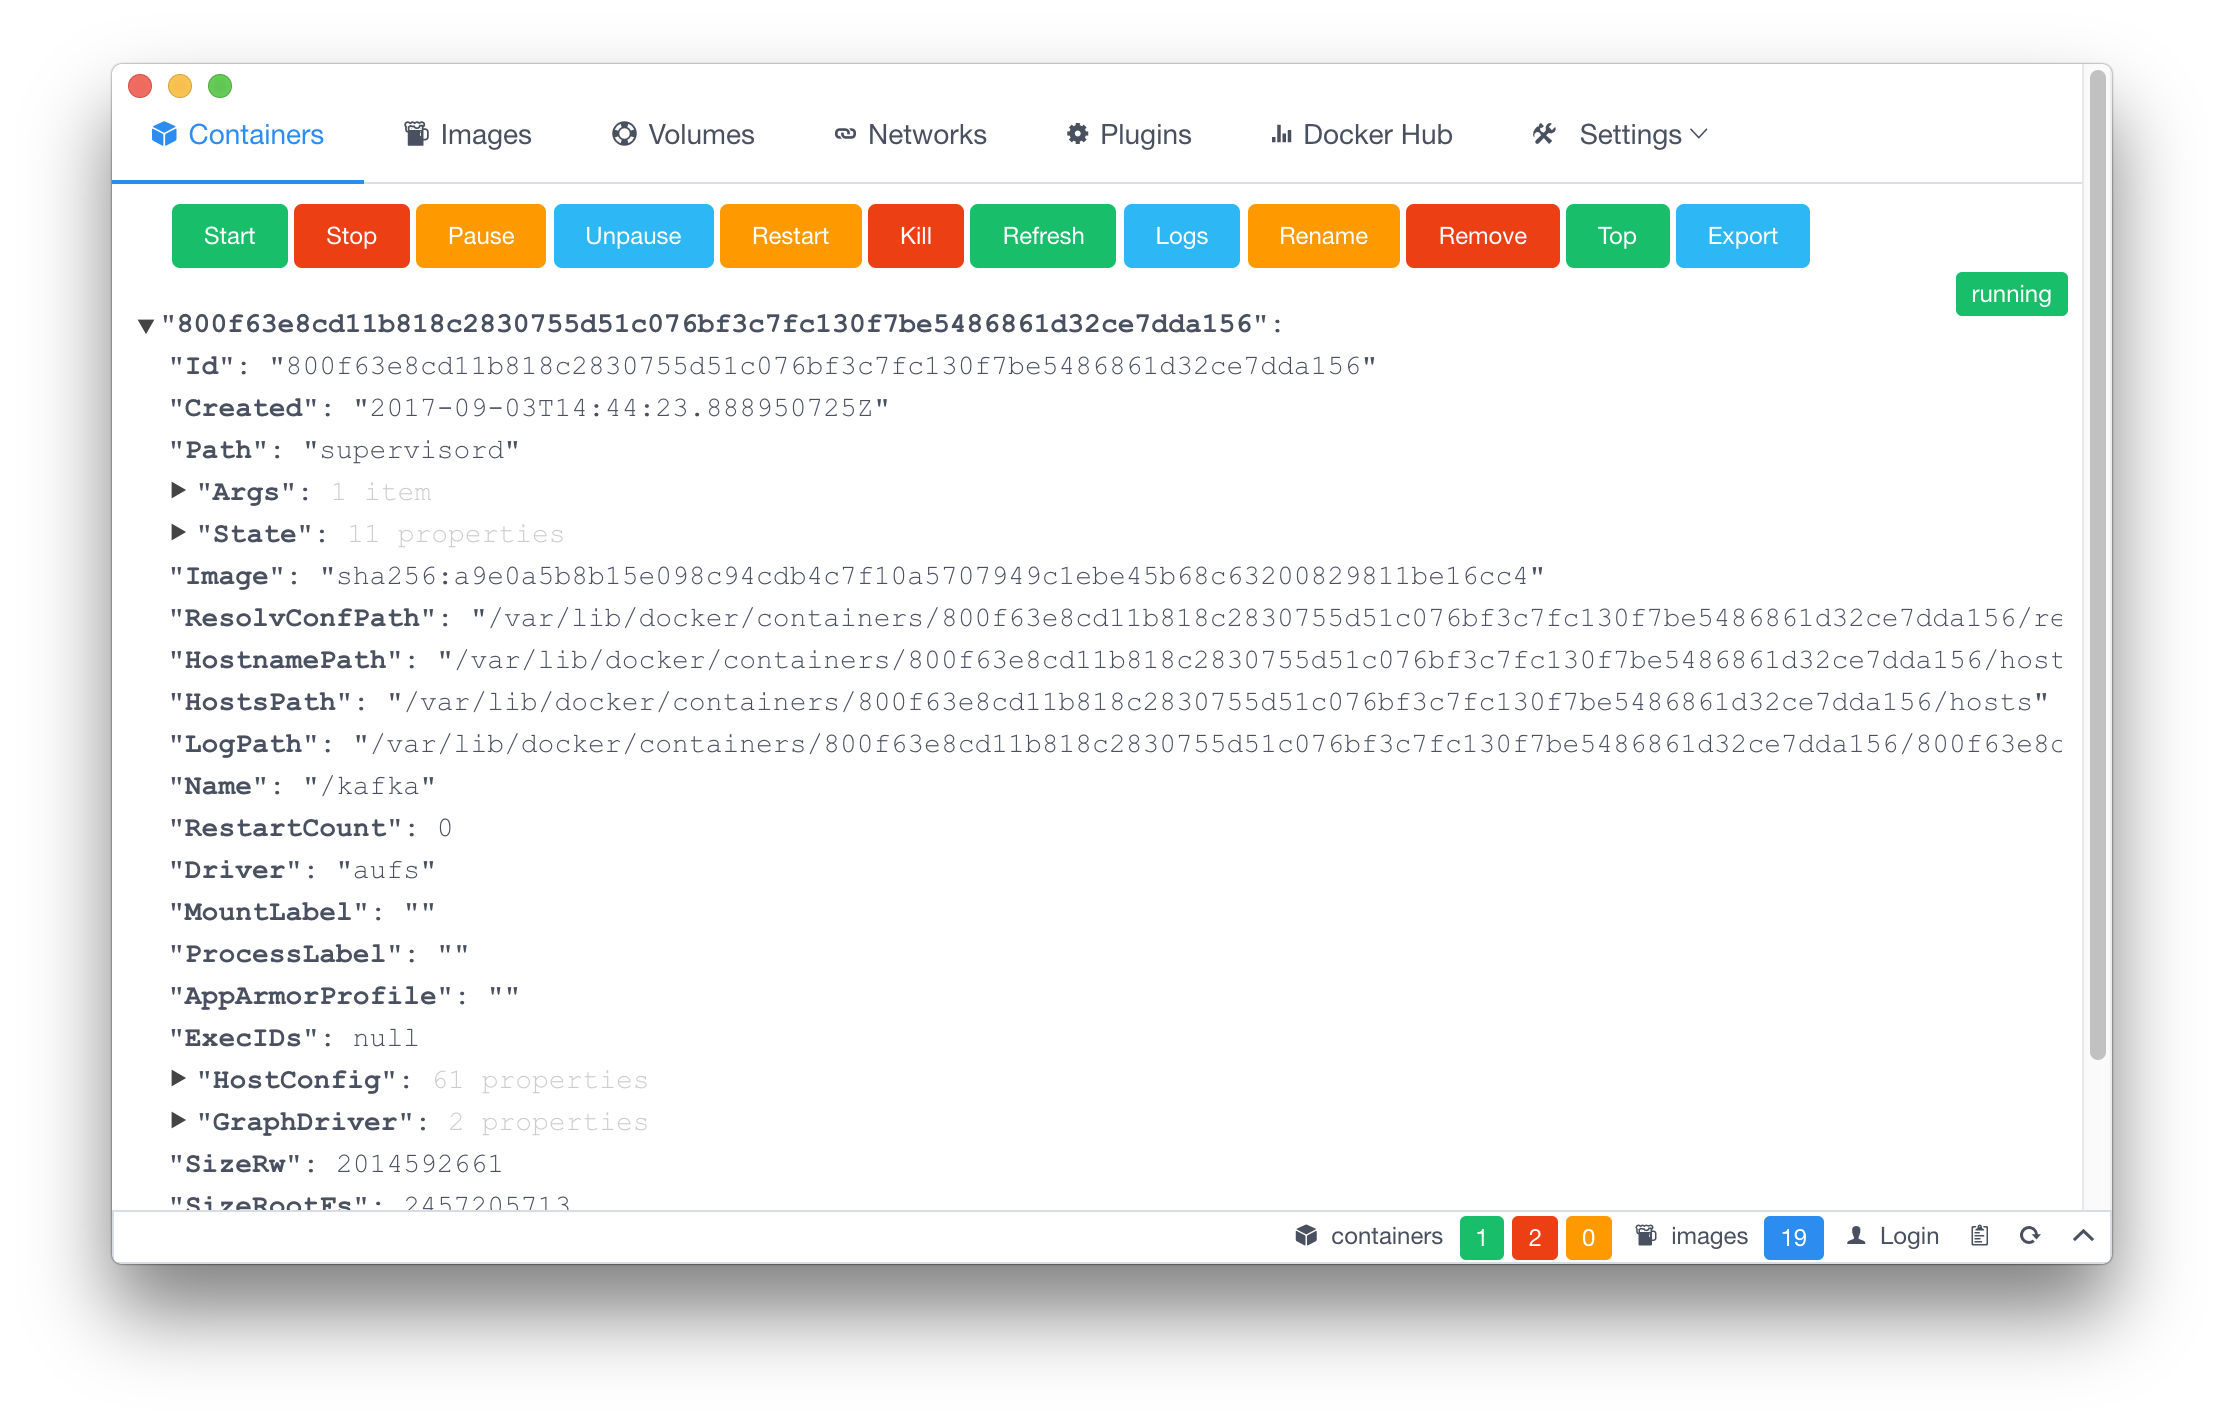 Containers Images Volumes Networks Plugins Docker Hub Settings
Start Stop Pause Unpause Restart Kill Refresh Logs Rename Remove Top Export
running
"800f63e8cd11b818c2830755d51c076bf3c7fc130f7be5486861d32ce7dda156":
"Id": "800f63e8cd11b818c2830755d51c076bf3c7fc130f7be5486861d32ce7dda156"
"Created": "2017-09-03T14:44:23.888950725Z"
"Path": "supervisord"
"Args": 1 item
"State": 11 properties
"Image": "sha256:a9e0a5b8b15e098c94cdb4c7f10a5707949c1ebe45b68c63200829811be16cc4"
"ResolvConfPath": "/var/lib/docker/containers/800f63e8cd11b818c2830755d51c076bf3c7fc130f7be5486861d32ce7dda156/re
"HostnamePath": "/var/lib/docker/containers/800f63e8cd11b818c2830755d51c076bf3c7fc130f7be5486861d32ce7dda156/host
"HostsPath": "/var/lib/docker/containers/800f63e8cd11b818c2830755d51c076bf3c7fc130f7be5486861d32ce7dda156/hosts"
"LogPath": "/var/lib/docker/containers/800f63e8cd11b818c2830755d51c076bf3c7fc130f7be5486861d32ce7dda156/800f63e8c
"Name": "/kafka"
"RestartCount": 0
"Driver": "aufs"
"MountLabel": ""
"ProcessLabel": ""
"AppArmorProfile": ""
"ExecIDs": null
"HostConfig": 61 properties
"GraphDriver": 2 properties
"SizeRw": 2014592661
"SizeRootFs": 2457205713
containers 1 2 0 images 19 Login